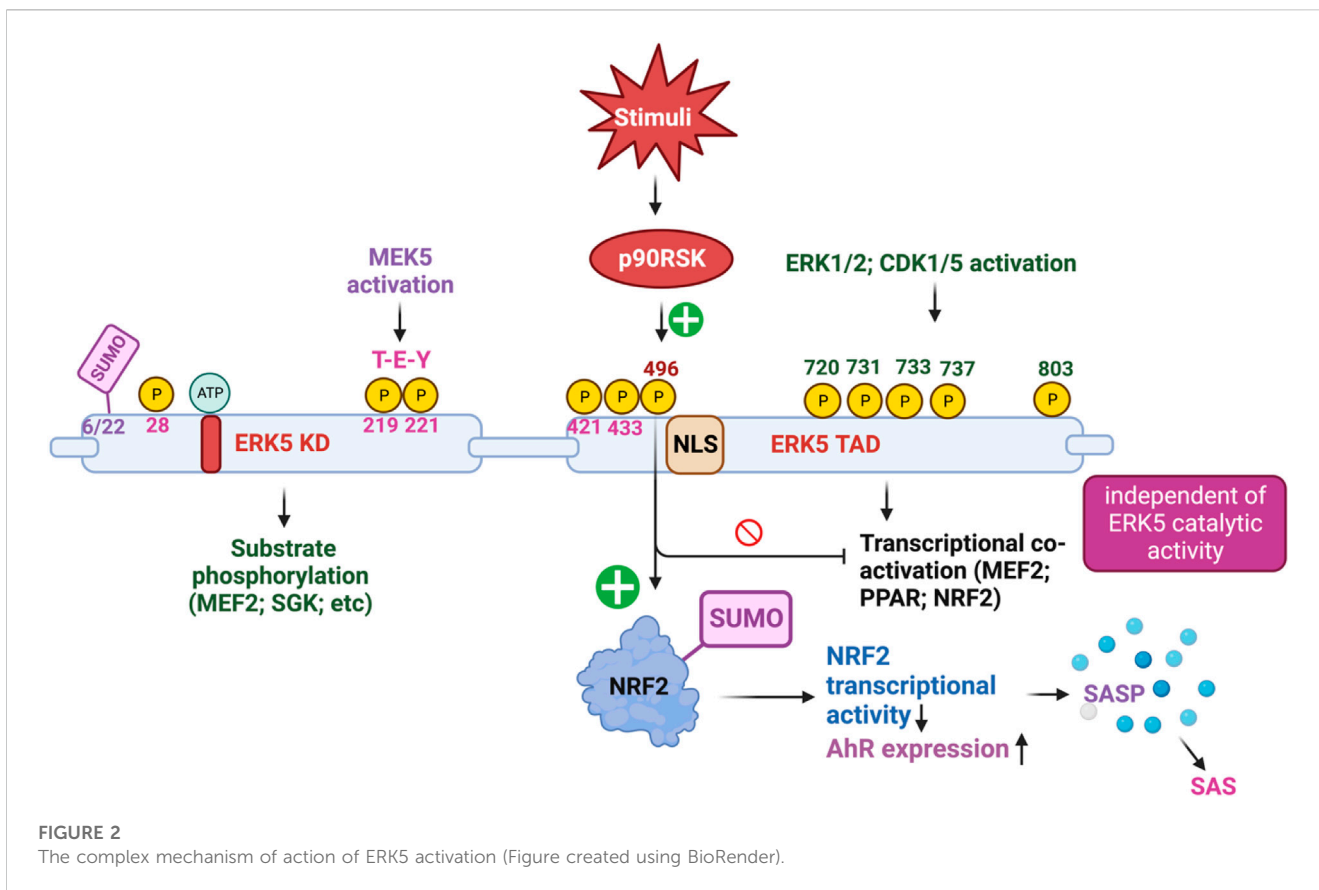 Stimuli
p90RSK
MEK5
activation
ERK1/2; CDK1/5 activation
SUMO
T-E-Y
496
720 731 733 737 803
P
ATP
P P
P P P
P P P P
P
6/22 28
219 221
421 433
ERK5 KD
NLS
ERK5 TAD
Substrate
phosphorylation
(MEF2; SGK; etc)
Transcriptional co-
activation (MEF2;
PPAR; NRF2)
independent of
ERK5 catalytic
activity
SUMO
NRF2
NRF2
transcriptional
activity
AhR expression
SASP
SAS
FIGURE 2
The complex mechanism of action of ERK5 activation (Figure created using BioRender).